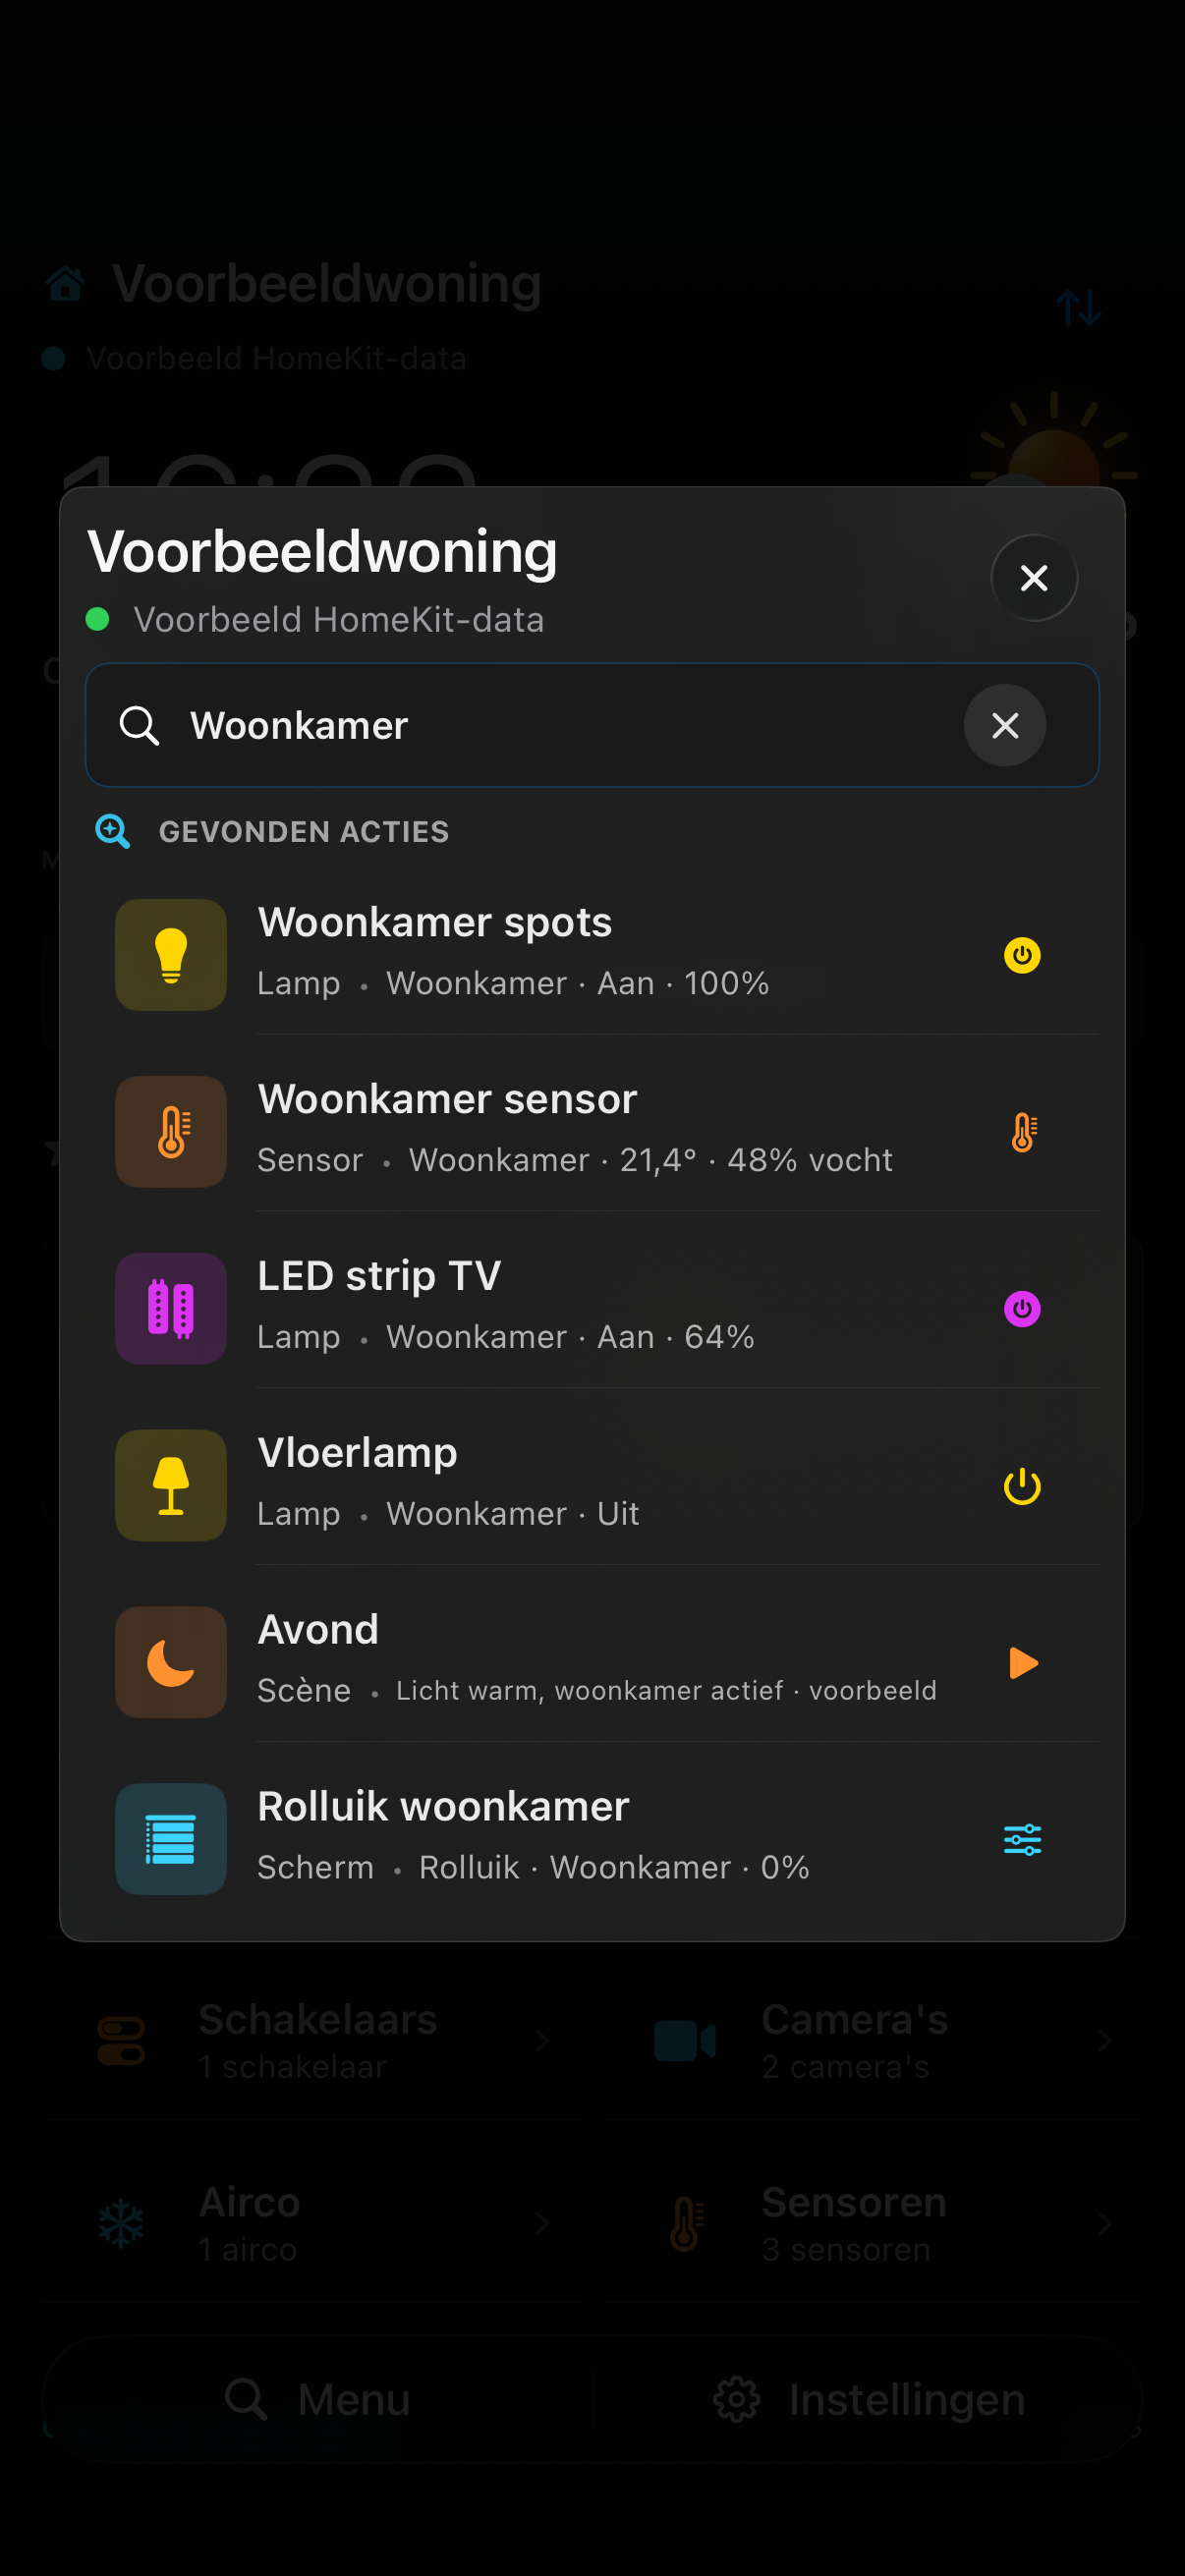 Voorbeeldwoning
Voorbeeld HomeKit-data
Voorbeeldwoning
Voorbeeld HomeKit-data
Woonkamer
GEVONDEN ACTIES
Woonkamer spots
Lamp • Woonkamer · Aan · 100%
Woonkamer sensor
Sensor • Woonkamer · 21,4° · 48% vocht
LED strip TV
Lamp • Woonkamer · Aan · 64%
Vloerlamp
Lamp • Woonkamer · Uit
Avond
Scène • Licht warm, woonkamer actief · voorbeeld
Rolluik woonkamer
Scherm • Rolluik · Woonkamer · 0%
Schakelaars
1 schakelaar
Camera's
2 camera's
Airco
1 airco
Sensoren
3 sensoren
Menu
Instellingen